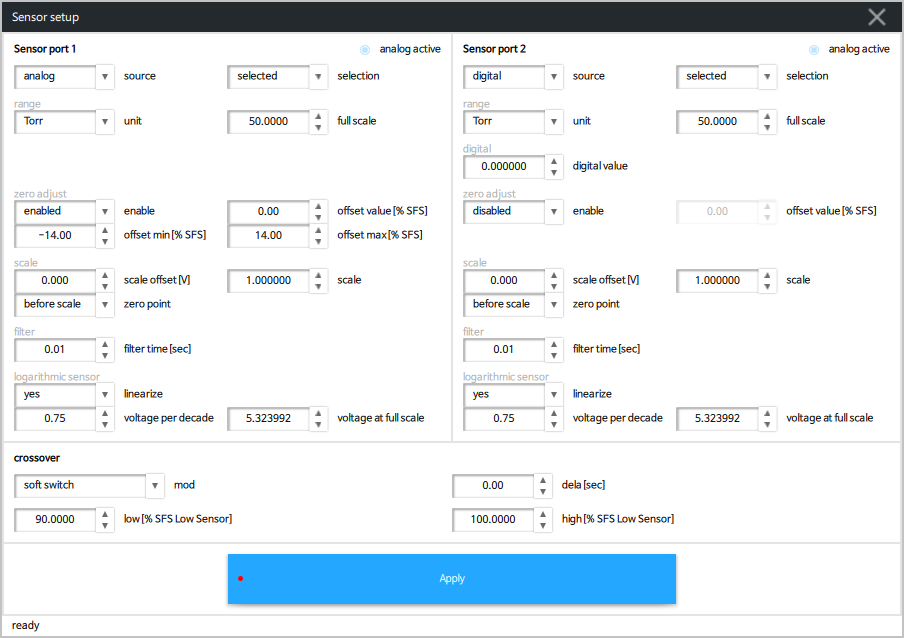 Sensor setup
Sensor port 1 analog active
analog source selected selection
range
Torr unit 50.0000 full scale
zero adjust
enabled enable 0.00 offset value [% SFS]
-14.00 offset min [% SFS] 14.00 offset max [% SFS]
scale
0.000 scale offset [V] 1.000000 scale
before scale zero point
filter
0.01 filter time [sec]
logarithmic sensor
yes linearize
0.75 voltage per decade 5.323992 voltage at full scale
Sensor port 2 analog active
digital source selected selection
range
Torr unit 50.0000 full scale
digital
0.000000 digital value
zero adjust
disabled enable 0.00 offset value [% SFS]
scale
0.000 scale offset [V] 1.000000 scale
before scale zero point
filter
0.01 filter time [sec]
logarithmic sensor
yes linearize
0.75 voltage per decade 5.323992 voltage at full scale
crossover
soft switch mod 0.00 dela [sec]
90.0000 low [% SFS Low Sensor] 100.0000 high [% SFS Low Sensor]
Apply
ready